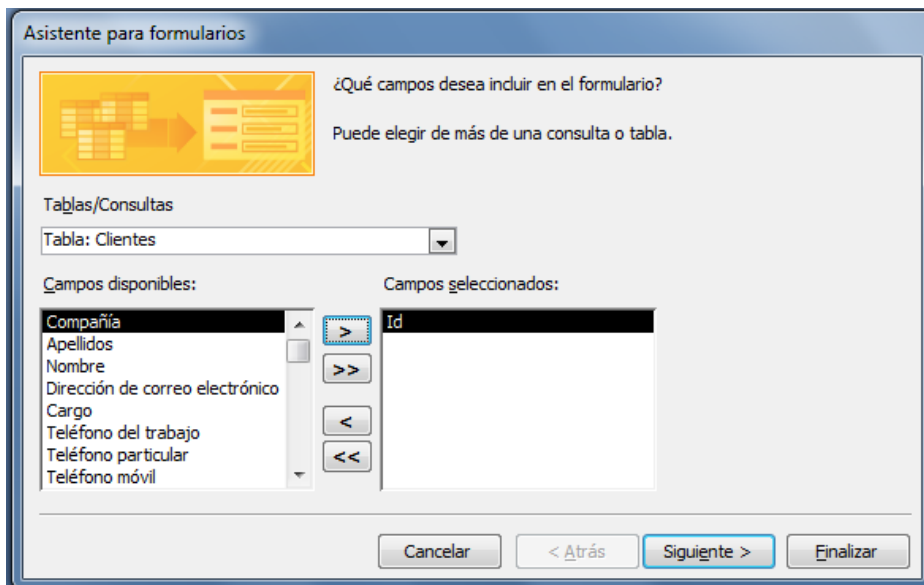 Asistente para formularios
¿Qué campos desea incluir en el formulario?
Puede elegir de más de una consulta o tabla.
Tablas/Consultas
Tabla: Clientes
Campos disponibles:
Campos seleccionados:
Compañía
Apellidos
Nombre
Dirección de correo electrónico
Cargo
Teléfono del trabajo
Teléfono particular
Teléfono móvil
>
>>
<
<<
Id
Cancelar
< Atrás
Siguiente >
Finalizar